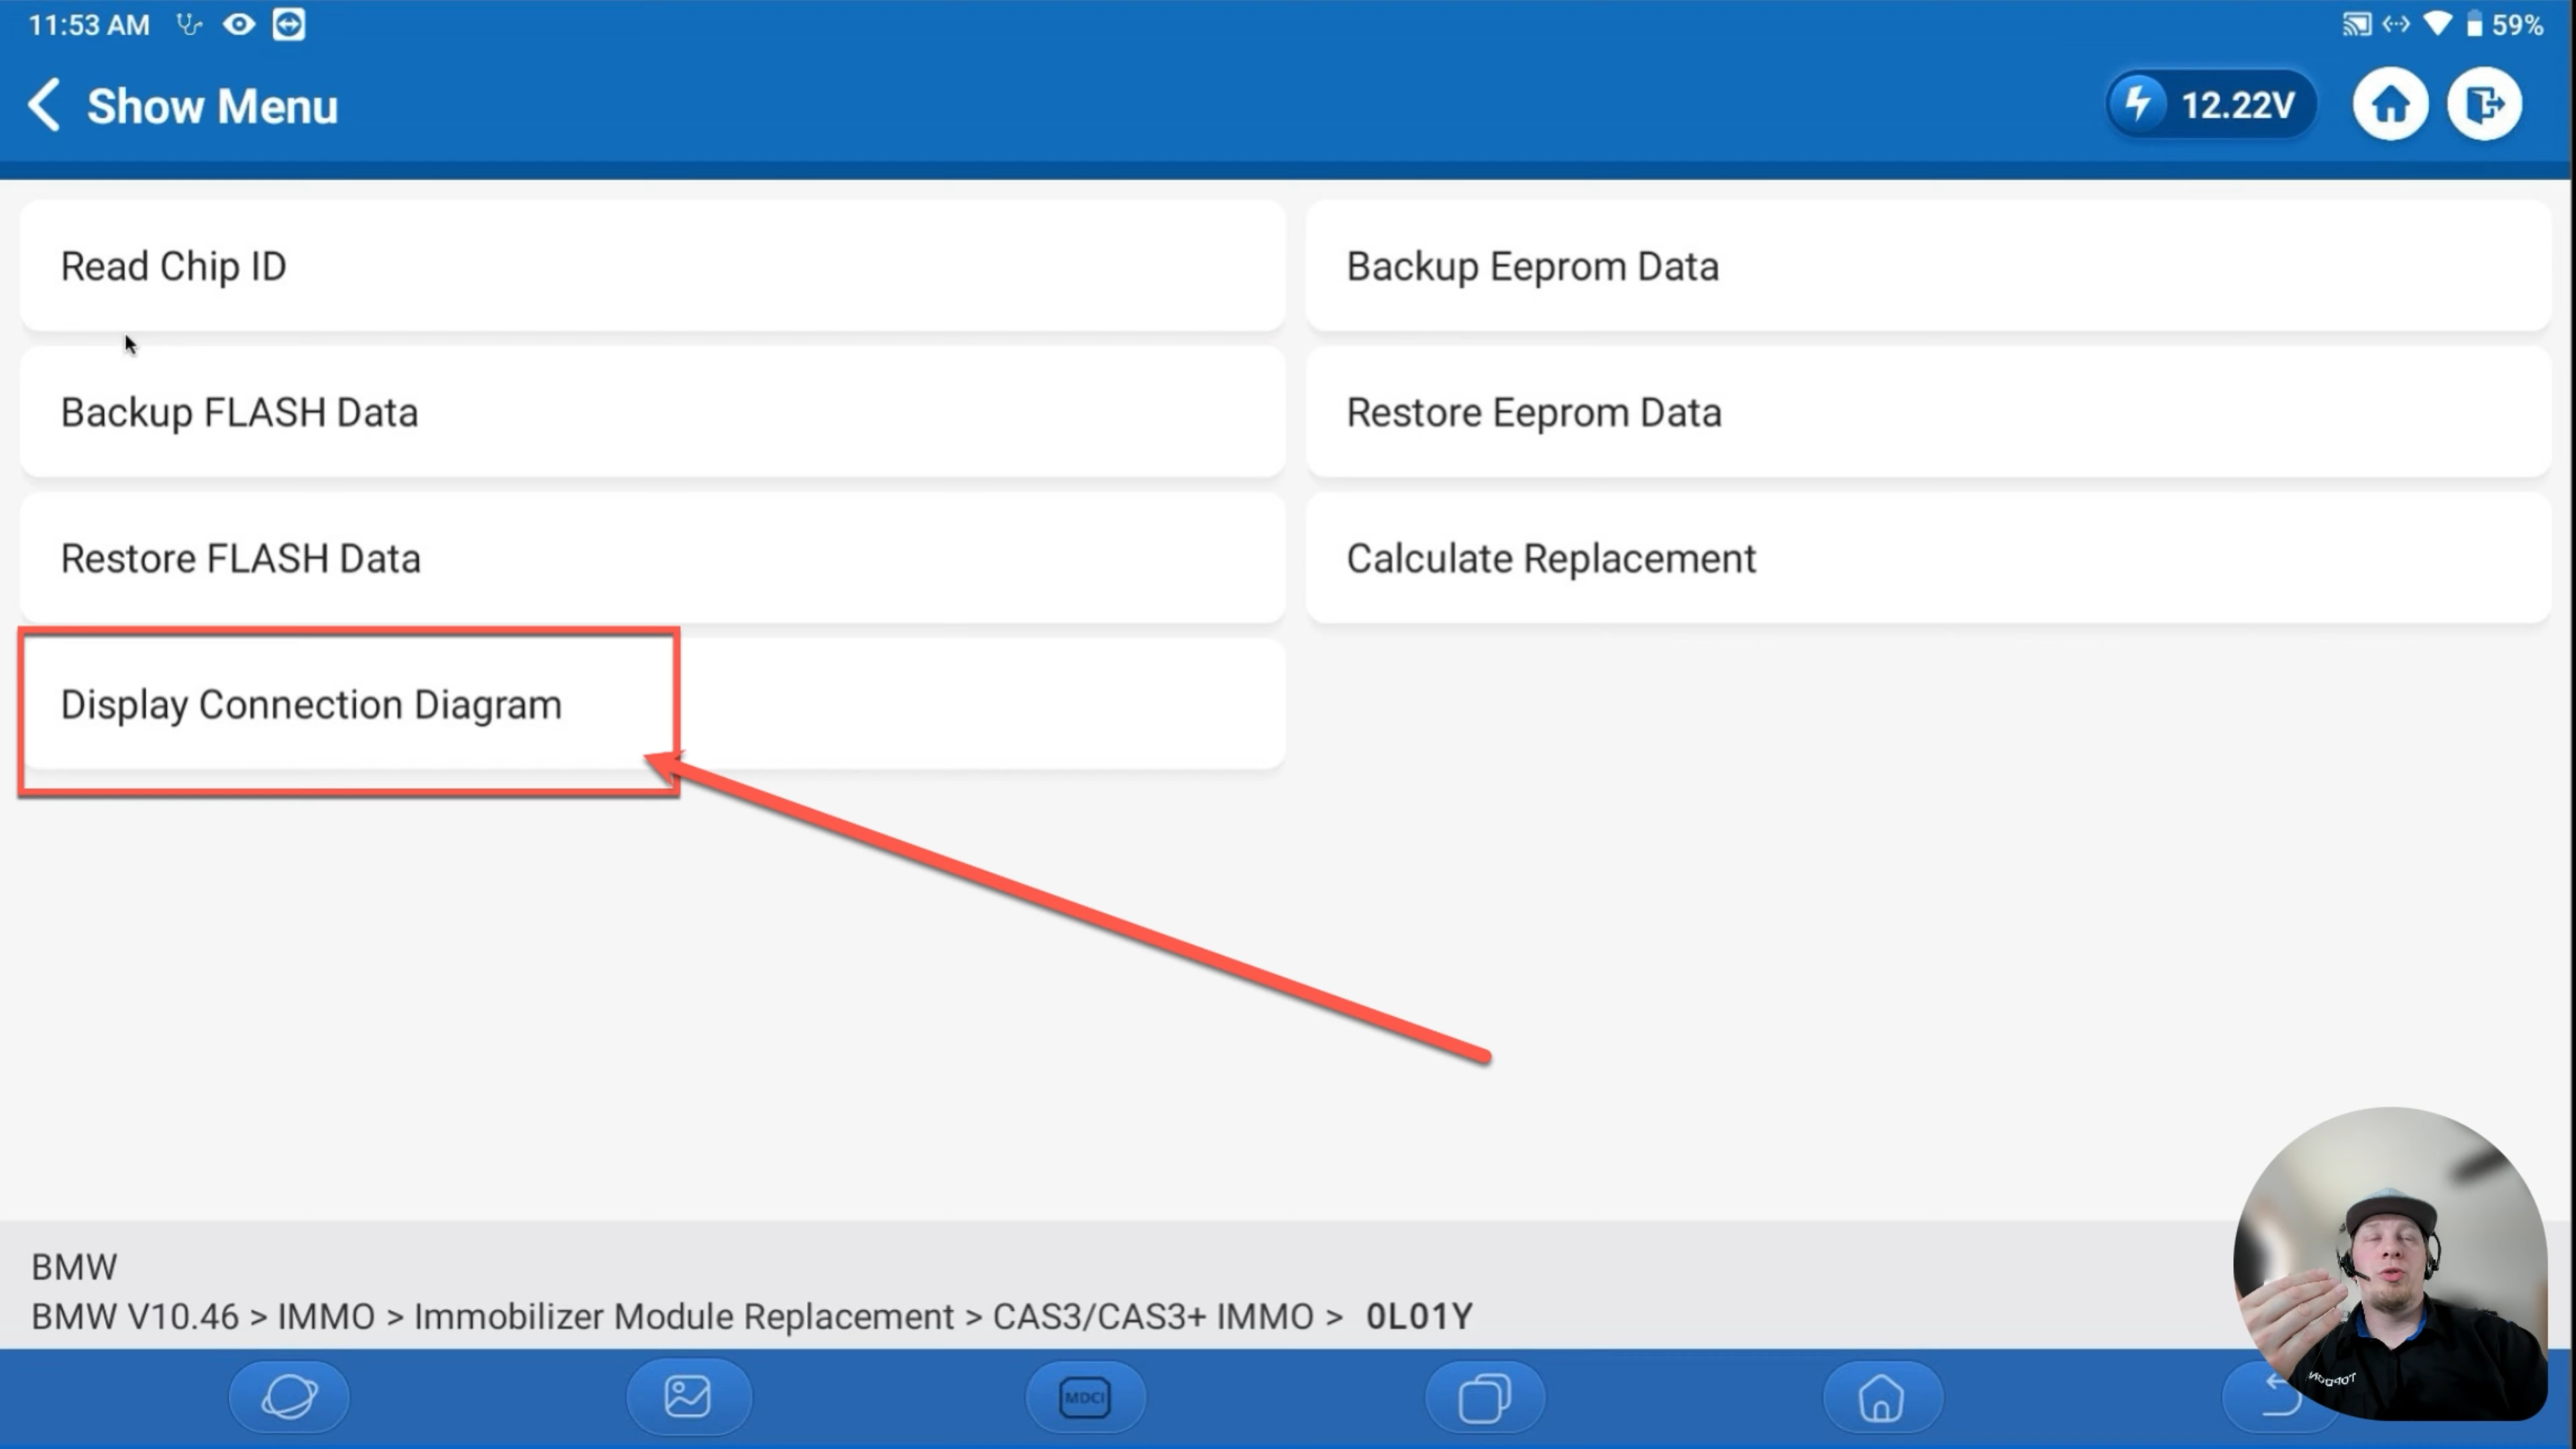 11:53 AM
59%
Show Menu
12.22V
Read Chip ID
Backup Eeprom Data
Backup FLASH Data
Restore Eeprom Data
Restore FLASH Data
Calculate Replacement
Display Connection Diagram
BMW
BMW V10.46 > IMMO > Immobilizer Module Replacement > CAS3/CAS3+ IMMO > 0L01Y
MDCI
TOPDON